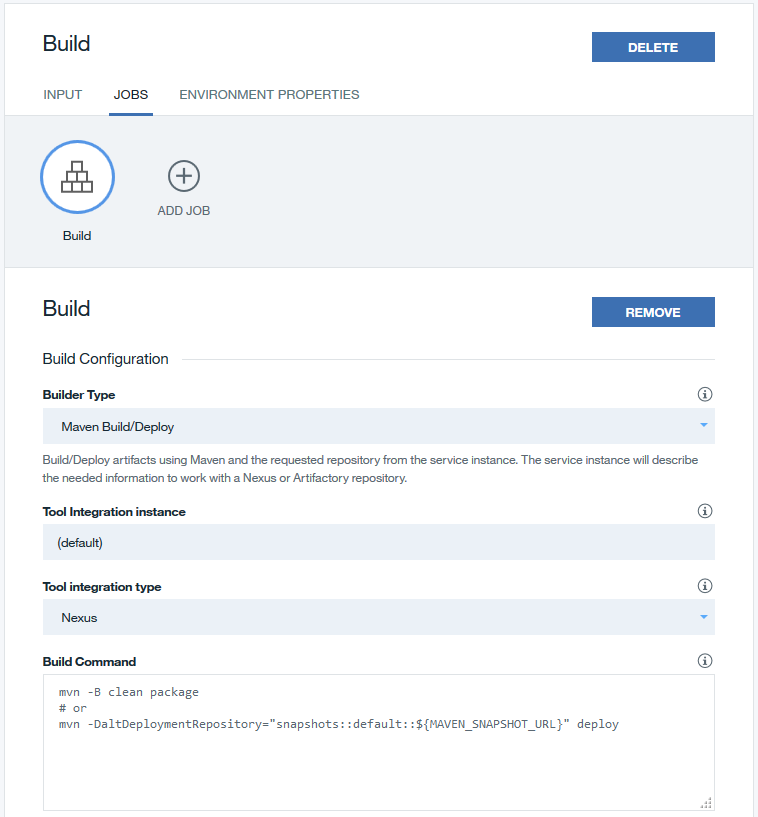 Build
DELETE
INPUT JOBS ENVIRONMENT PROPERTIES
Build
ADD JOB
Build
REMOVE
Build Configuration
Builder Type
Maven Build/Deploy
Build/Deploy artifacts using Maven and the requested repository from the service instance. The service instance will describe
the needed information to work with a Nexus or Artifactory repository.
Tool Integration instance
(default)
Tool integration type
Nexus
Build Command
mvn -B clean package
# or
mvn -DaltDeploymentRepository="snapshots::default::${MAVEN_SNAPSHOT_URL}" deploy